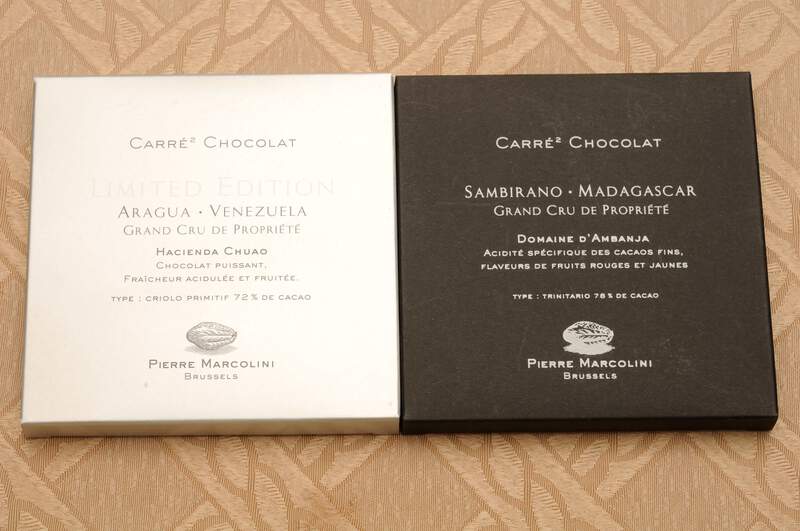 Carré² Chocolat
Limited Édition
Aragua · Venezuela
Grand Cru de Propriété
Hacienda Chuao
Chocolat puissant,
Fraîcheur acidulée et fruitée.
type : criolo primitif 72 % de cacao
Pierre Marcolini
Brussels
Carré² Chocolat
Sambirano · Madagascar
Grand Cru de Propriété
Domaine d'Ambanja
Acidité spécifique des cacaos fins,
flaveurs de fruits rouges et jaunes
type : trinitario 78 % de cacao
Pierre Marcolini
Brussels